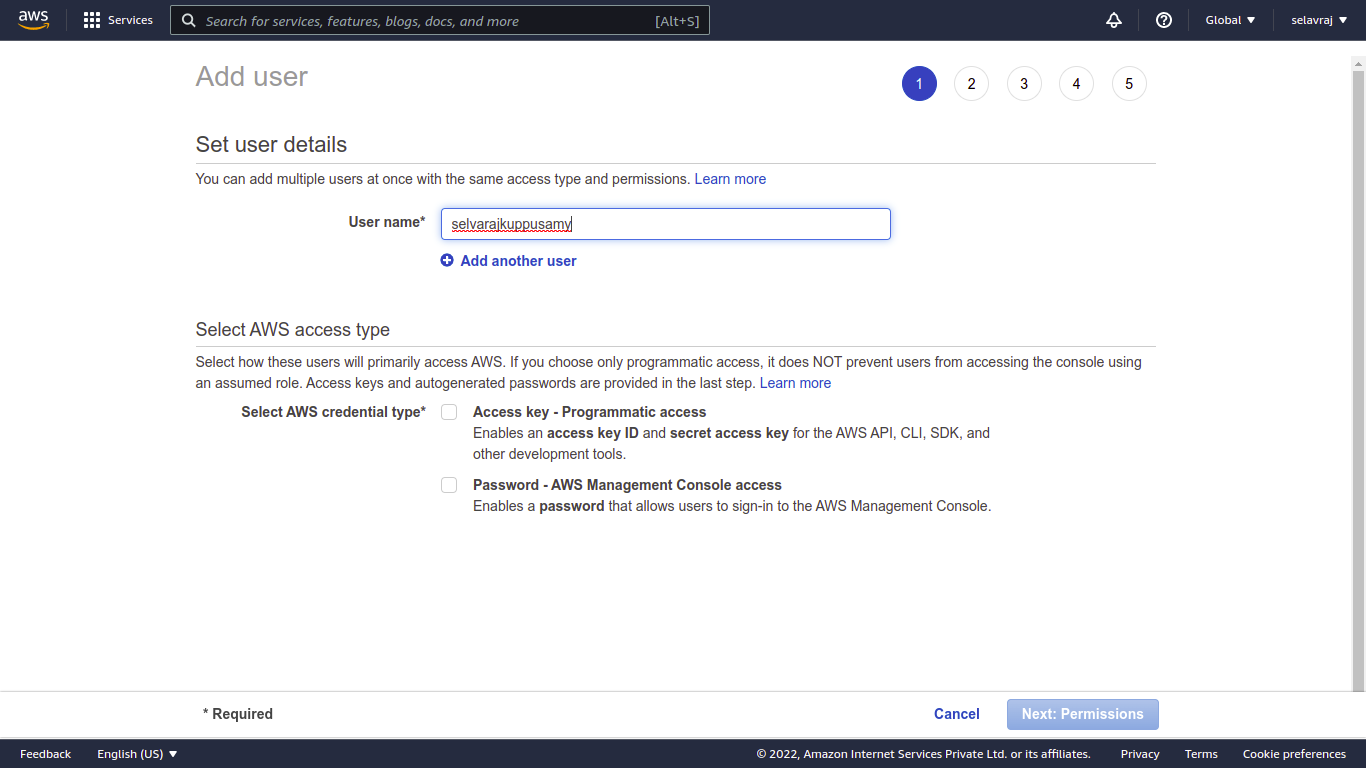 aws Services Search for services, features, blogs, docs, and more [Alt+S] Global ▼ selavraj ▼
Add user 1 2 3 4 5
Set user details
You can add multiple users at once with the same access type and permissions. Learn more
User name* selvarajkuppusamy
Add another user
Select AWS access type
Select how these users will primarily access AWS. If you choose only programmatic access, it does NOT prevent users from accessing the console using
an assumed role. Access keys and autogenerated passwords are provided in the last step. Learn more
Select AWS credential type* Access key - Programmatic access
Enables an access key ID and secret access key for the AWS API, CLI, SDK, and
other development tools.
Password - AWS Management Console access
Enables a password that allows users to sign-in to the AWS Management Console.
* Required Cancel Next: Permissions
Feedback English (US) ▼ © 2022, Amazon Internet Services Private Ltd. or its affiliates. Privacy Terms Cookie preferences